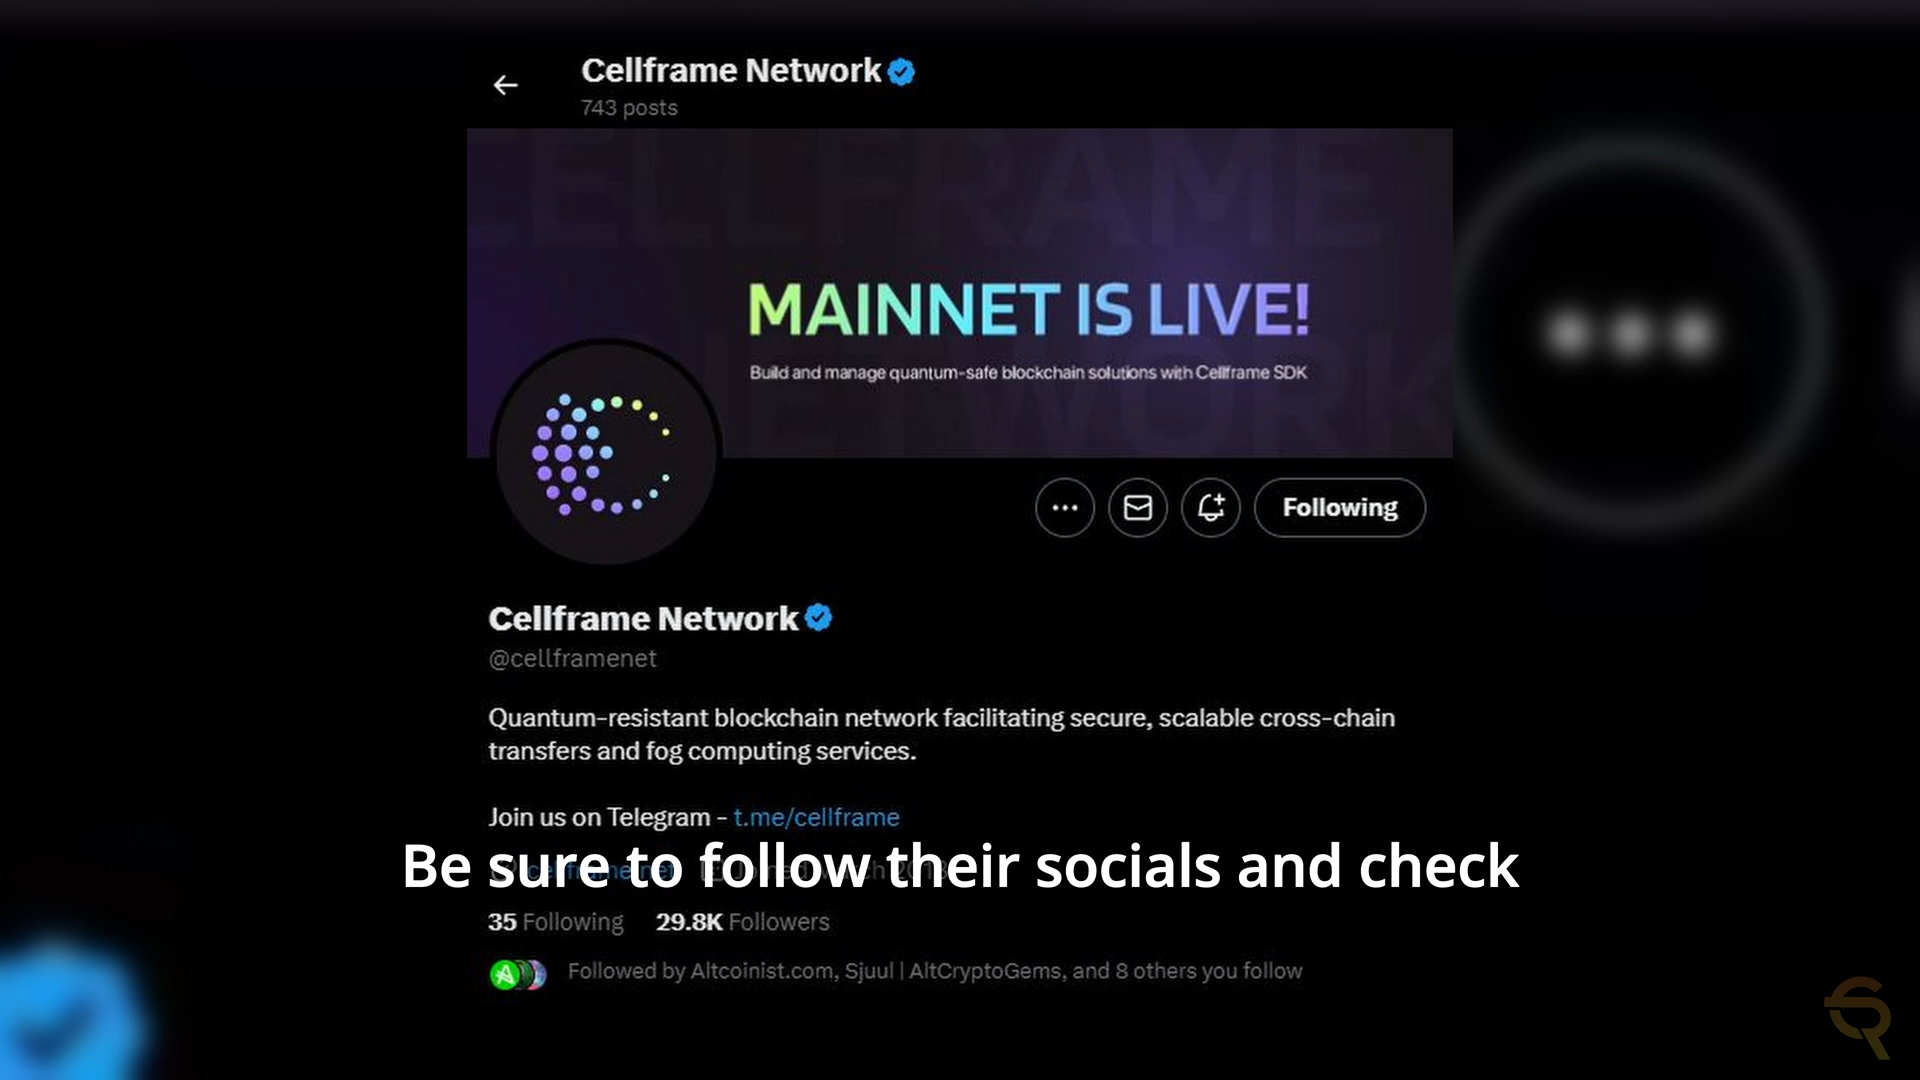 Cellframe Network
743 posts
CELLFRAME
NETWORK
MAINNET IS LIVE!
Build and manage quantum-safe blockchain solutions with Cellframe SDK
Following
Cellframe Network
@cellframenet
Quantum-resistant blockchain network facilitating secure, scalable cross-chain
transfers and fog computing services.
Join us on Telegram - t.me/cellframe
Be sure to follow their socials and check
35 Following 29.8K Followers
Followed by Altcoinist.com, Sjuul | AltCryptoGems, and 8 others you follow